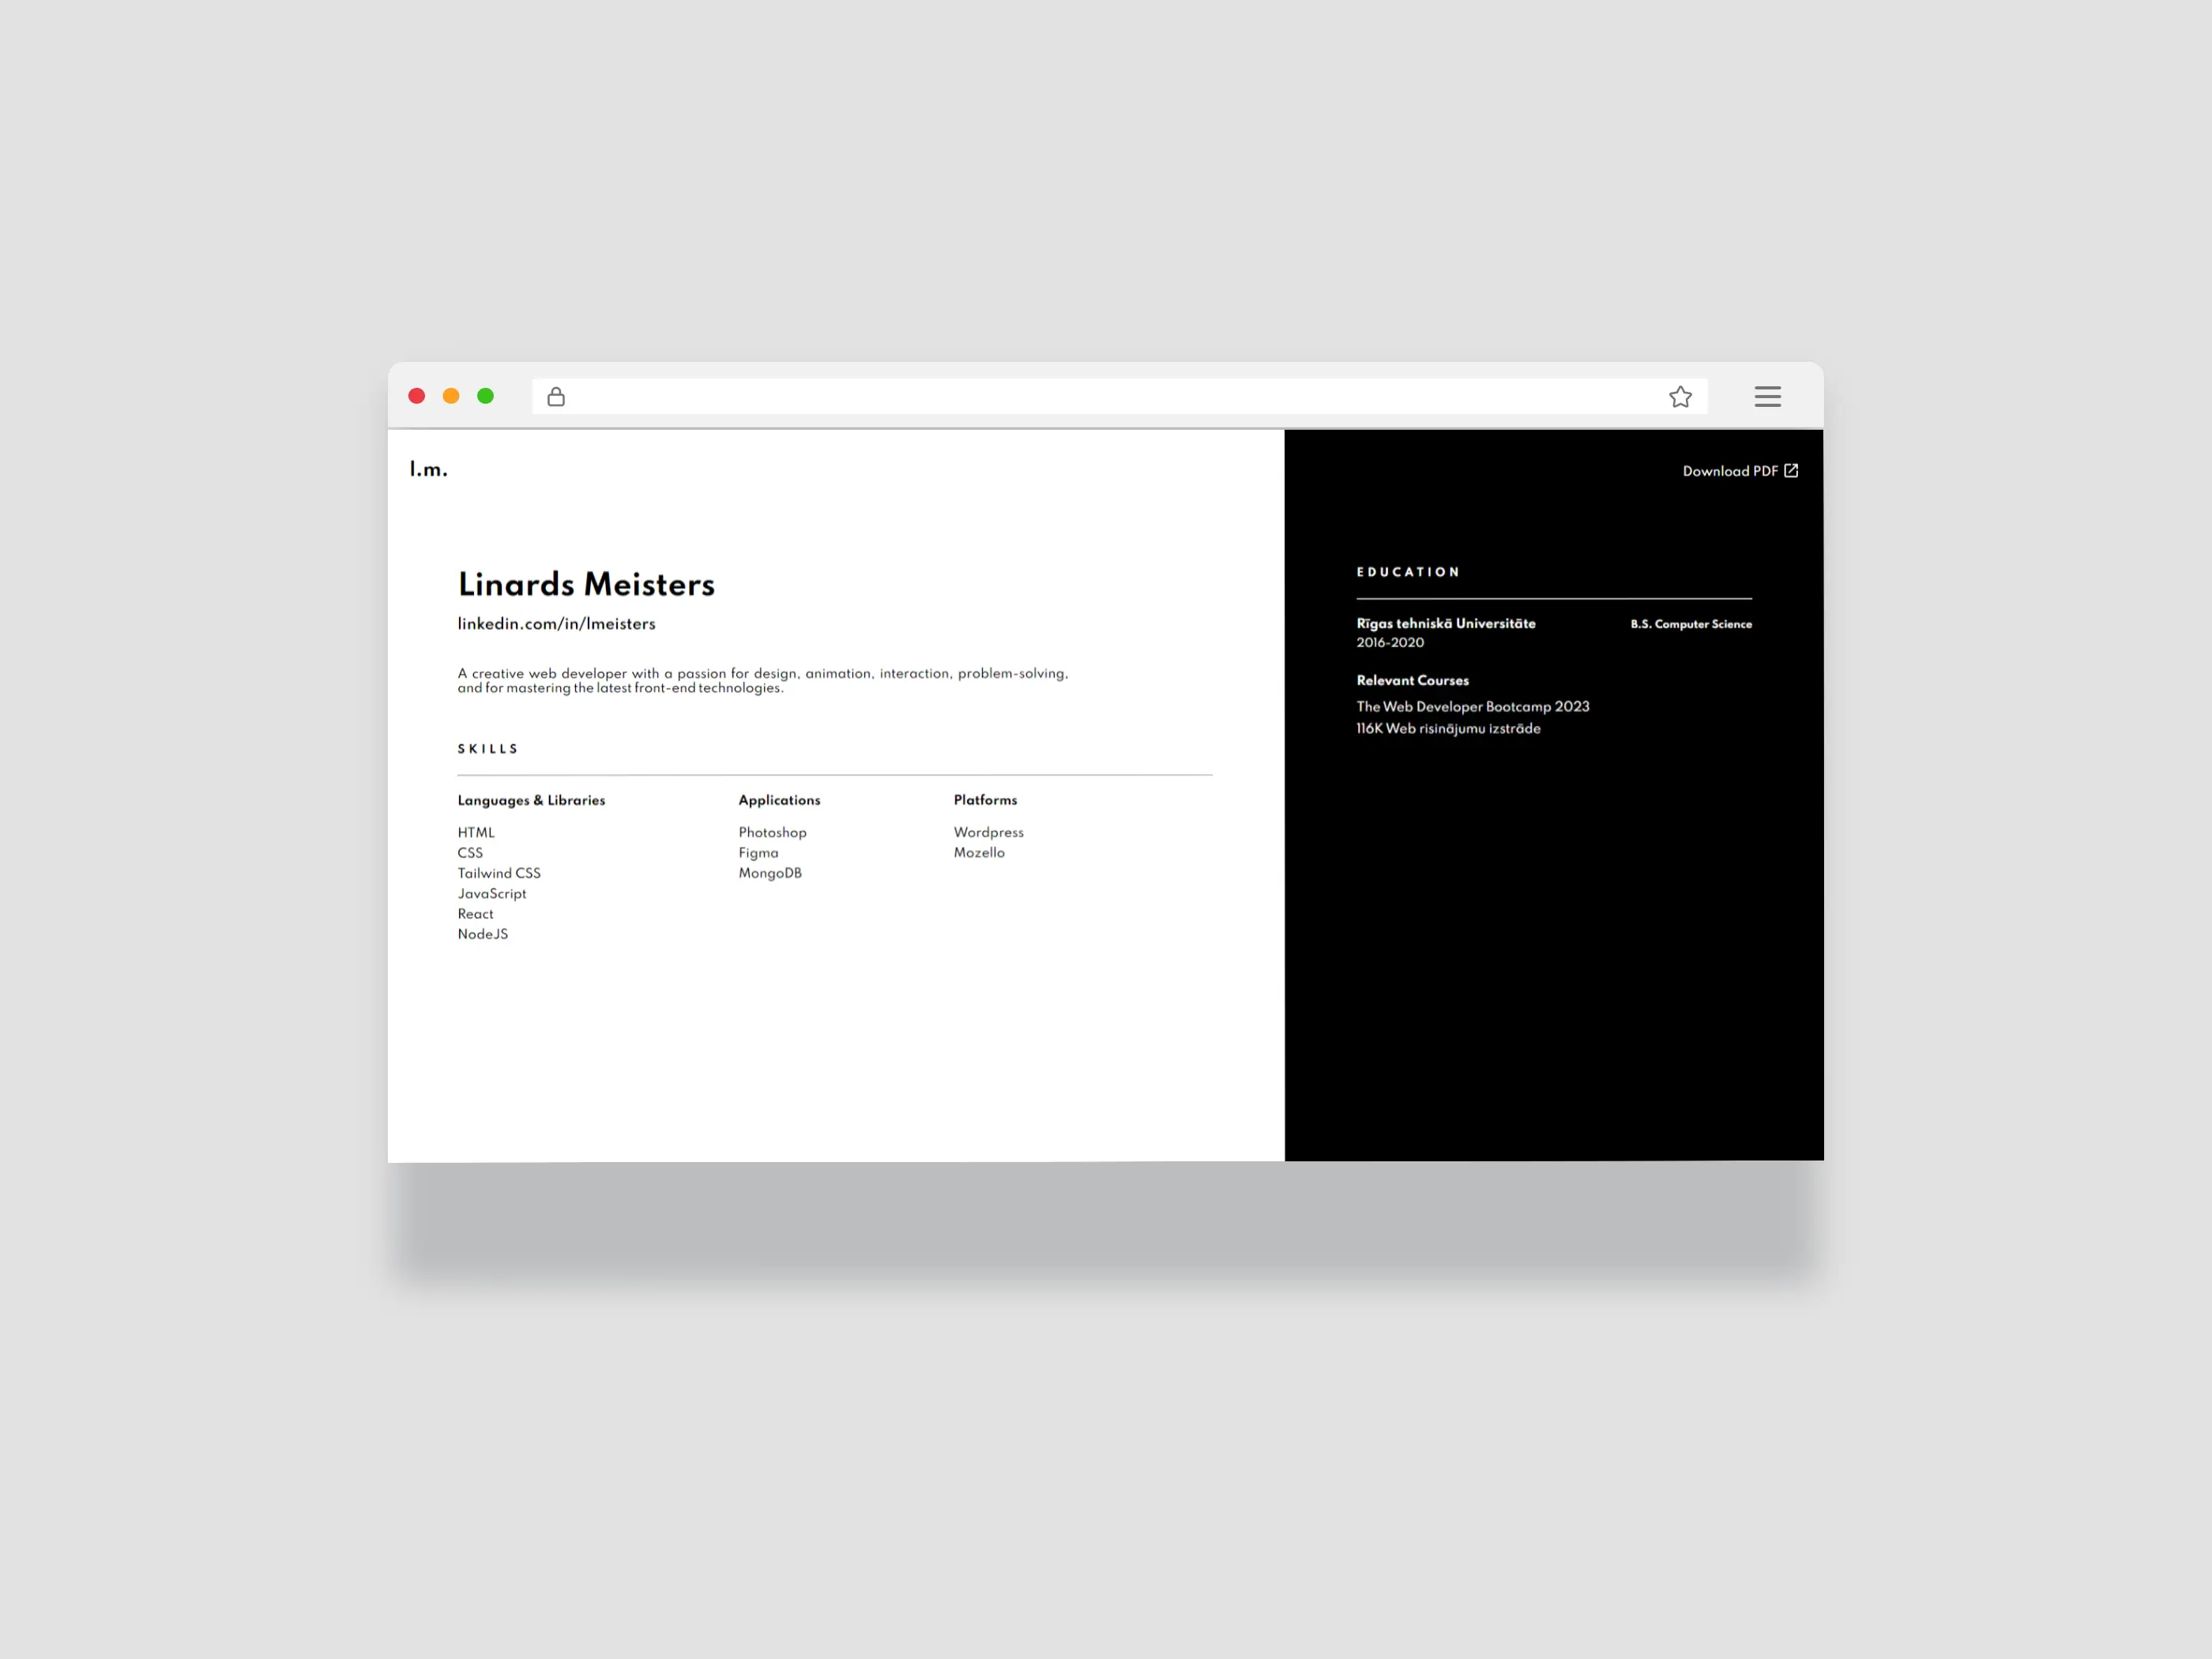 l.m.
Download PDF
Linards Meisters
linkedin.com/in/lmeisters
A creative web developer with a passion for design, animation, interaction, problem-solving,
and for mastering the latest front-end technologies.
SKILLS
Languages & Libraries
HTML
CSS
Tailwind CSS
JavaScript
React
NodeJS
Applications
Photoshop
Figma
MongoDB
Platforms
Wordpress
Mozello
EDUCATION
Rīgas tehniskā Universitāte B.S. Computer Science
2016-2020
Relevant Courses
The Web Developer Bootcamp 2023
116K Web risinājumu izstrāde